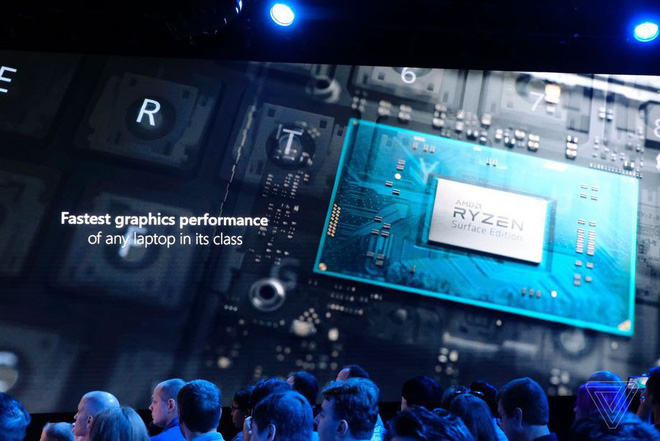 E
R
T
6
7
Y
8
F
Fastest graphics performance
of any laptop in its class
AMD
RYZEN
Surface Edition